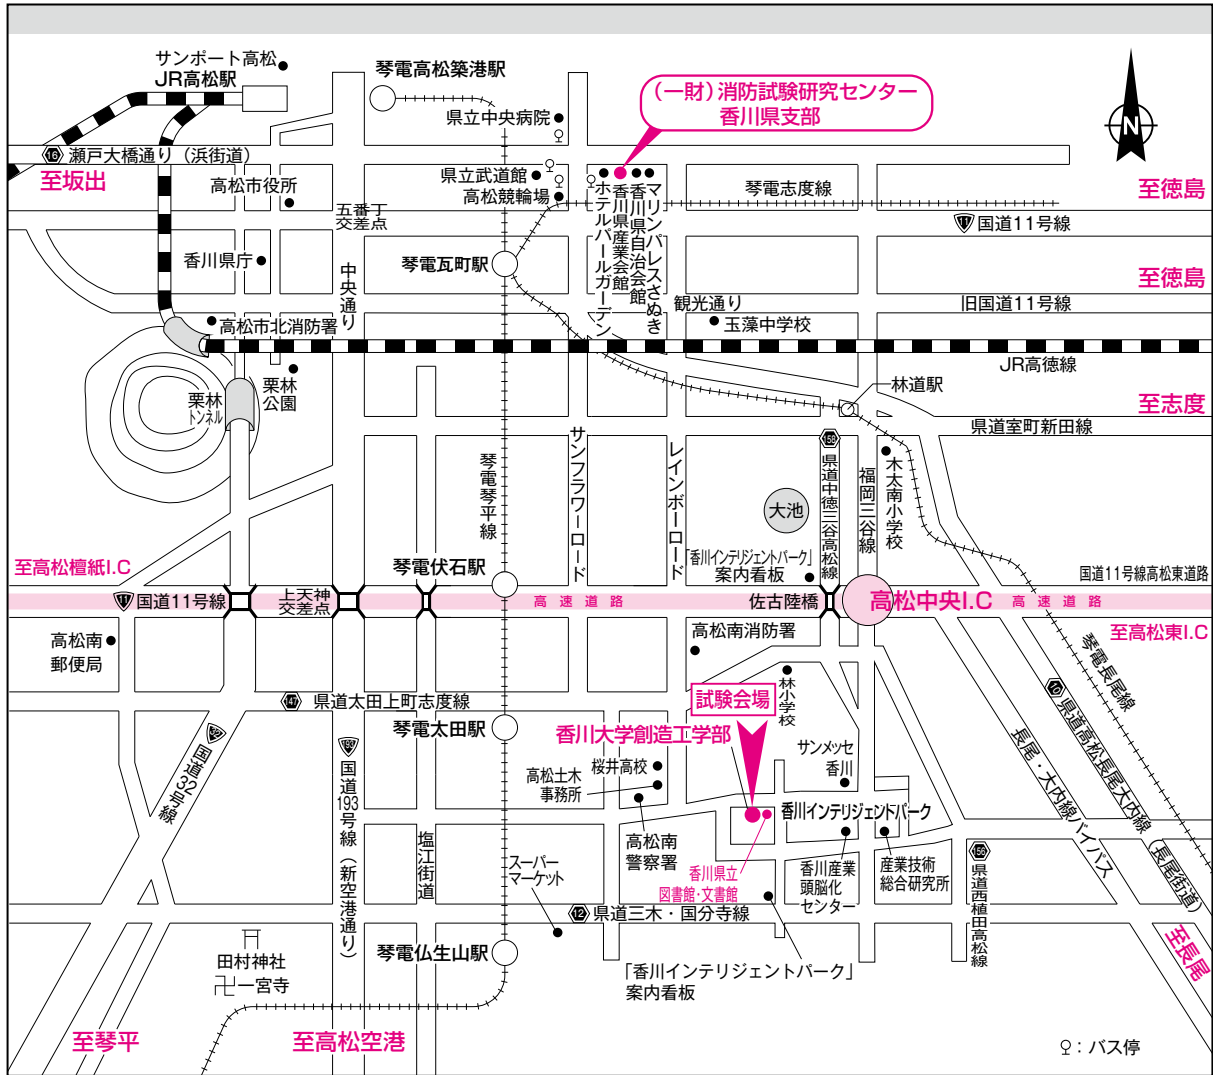 サンポート高松
JR高松駅
琴電高松築港駅
(一財)消防試験研究センター
香川県支部
県立中央病院
N
16
瀬戸大橋通り(浜街道)
至坂出
高松市役所
五番丁
交差点
県立武道館
高松競輪場
ホテルパールガーデン
香川県産業会館
香川県自治会館
マリンパレスさぬき
琴電志度線
至徳島
11
国道11号線
香川県庁
中央通り
琴電瓦町駅
至徳島
観光通り
旧国道11号線
高松市北消防署
玉藻中学校
JR高徳線
栗林
公園
栗林
トンネル
林道駅
至志度
県道室町新田線
琴電琴平線
サンフラワーロード
レインボーロード
158
県道中徳三谷高松線
福岡三谷線
木太南小学校
大池
至高松檀紙I.C
琴電伏石駅
「香川インテリジェントパーク」
案内看板
国道11号線高松東道路
11
国道11号線
上天神
交差点
高速道路
佐古陸橋
高松中央I.C
高速道路
至高松東I.C
高松南
郵便局
高松南消防署
林小学校
琴電長尾線
147
県道太田上町志度線
試験会場
10
県道高松長尾大内線(長尾街道)
長尾・大内線バイパス
32
国道32号線
193
国道193号線(新空港通り)
琴電太田駅
香川大学創造工学部
サンメッセ
香川
桜井高校
高松土木
事務所
香川インテリジェントパーク
塩江街道
高松南
警察署
スーパー
マーケット
香川県立
図書館・文書館
香川産業
頭脳化
センター
産業技術
総合研究所
156
県道西植田高松線
12
県道三木・国分寺線
至長尾
田村神社
卍一宮寺
琴電仏生山駅
「香川インテリジェントパーク」
案内看板
至琴平
至高松空港
:バス停